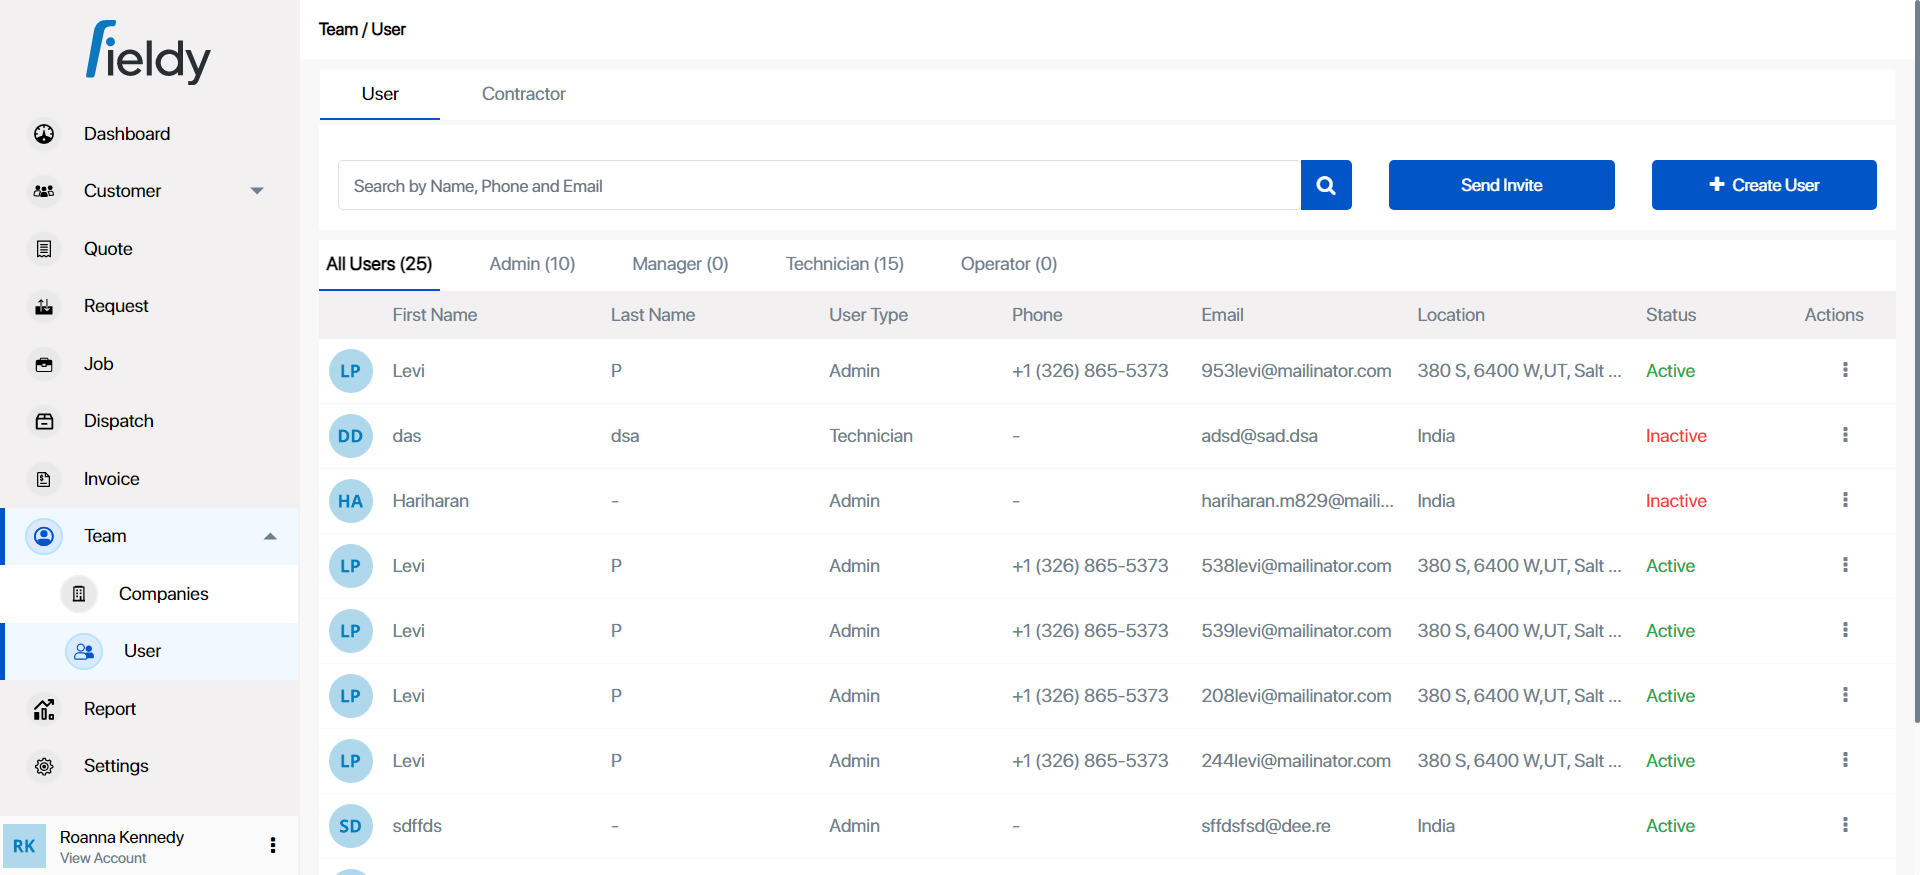 fieldy
Dashboard
Customer
Quote
Request
Job
Dispatch
Invoice
Team
Companies
User
Report
Settings
RK Roanna Kennedy
View Account
Team / User
User Contractor
Search by Name, Phone and Email Send Invite Create User
All Users (25) Admin (10) Manager (0) Technician (15) Operator (0)
First Name Last Name User Type Phone Email Location Status Actions
LP Levi P Admin +1 (326) 865-5373 953levi@mailinator.com 380 S, 6400 W,UT, Salt ... Active
DD das dsa Technician - adsd@sad.dsa India Inactive
HA Hariharan - Admin - hariharan.m829@maili... India Inactive
LP Levi P Admin +1 (326) 865-5373 538levi@mailinator.com 380 S, 6400 W,UT, Salt ... Active
LP Levi P Admin +1 (326) 865-5373 539levi@mailinator.com 380 S, 6400 W,UT, Salt ... Active
LP Levi P Admin +1 (326) 865-5373 208levi@mailinator.com 380 S, 6400 W,UT, Salt ... Active
LP Levi P Admin +1 (326) 865-5373 244levi@mailinator.com 380 S, 6400 W,UT, Salt ... Active
SD sdffds - Admin - sffdsfsd@dee.re India Active